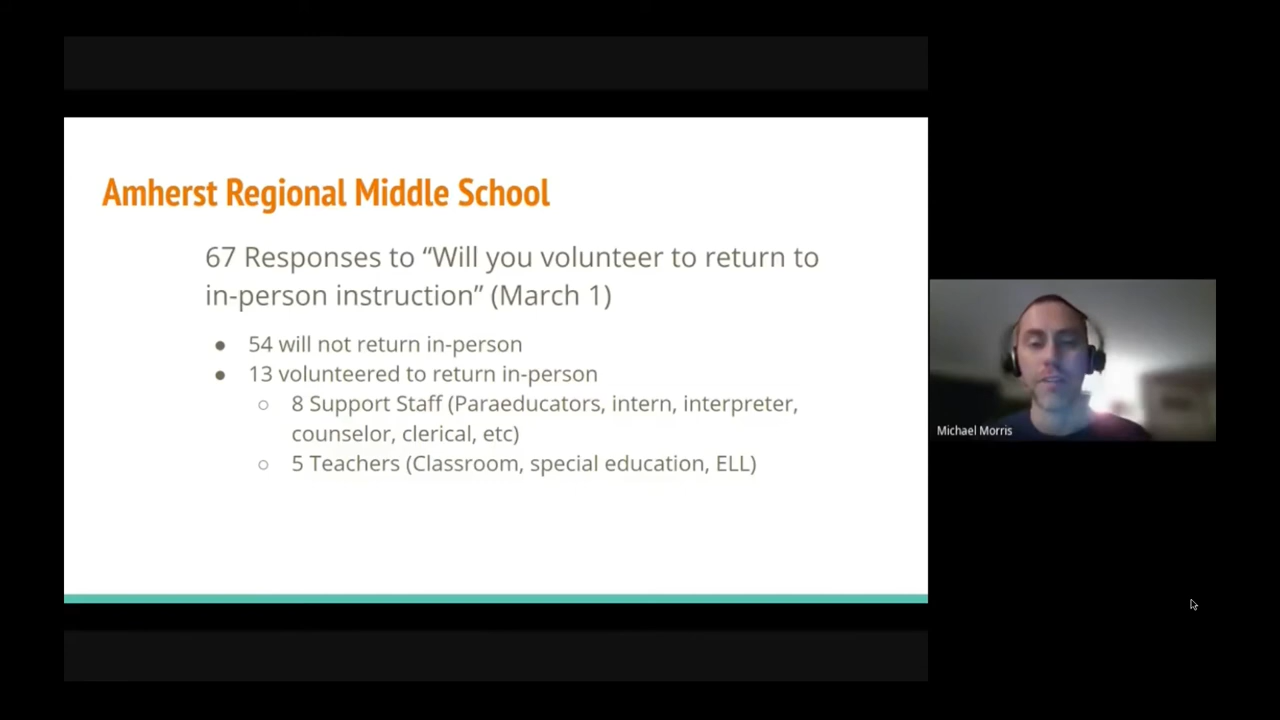 Amherst Regional Middle School
67 Responses to “Will you volunteer to return to
in-person instruction” (March 1)
● 54 will not return in-person
● 13 volunteered to return in-person
○ 8 Support Staff (Paraeducators, intern, interpreter,
counselor, clerical, etc)
○ 5 Teachers (Classroom, special education, ELL)
Michael Morris